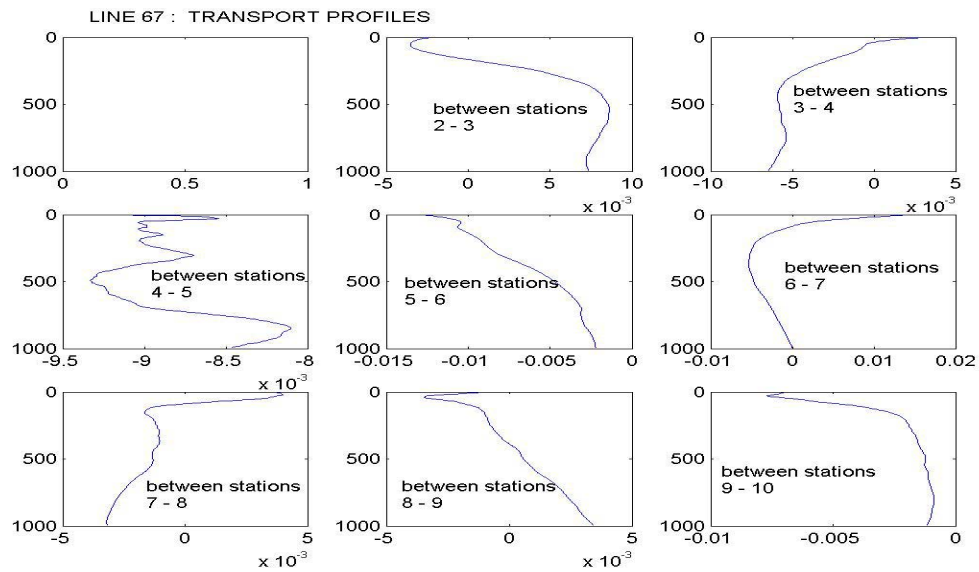 LINE 67 : TRANSPORT PROFILES
0
500
1000
0 0.5 1
0
500
1000
between stations
2 - 3
-5 0 5 10
x 10-3
0
500
1000
between stations
3 - 4
-10 -5 0 5
x 10-3
0
500
1000
between stations
4 - 5
-9.5 -9 -8.5 -8
x 10-3
0
500
1000
between stations
5 - 6
-0.015 -0.01 -0.005 0
0
500
1000
between stations
6 - 7
-0.01 0 0.01 0.02
0
500
1000
between stations
7 - 8
-5 0 5
x 10-3
0
500
1000
between stations
8 - 9
-5 0 5
x 10-3
0
500
1000
between stations
9 - 10
-0.01 -0.005 0